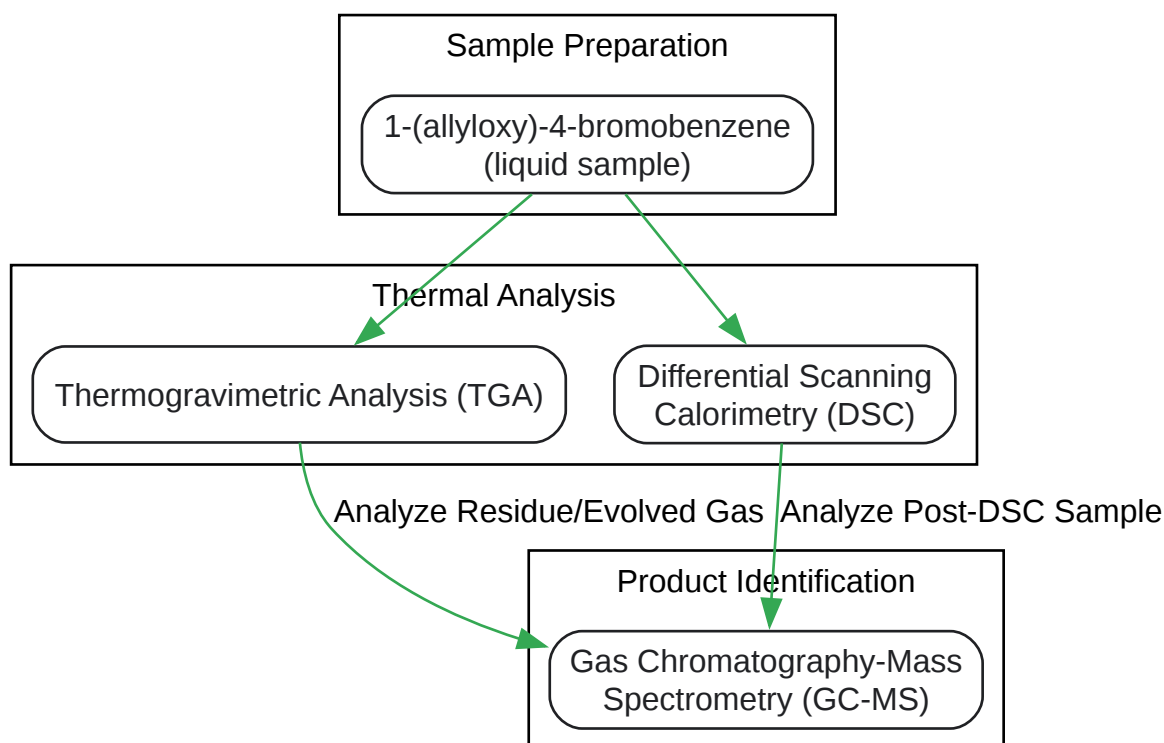 Sample Preparation
1-(allyloxy)-4-bromobenzene
(liquid sample)
Thermal Analysis
Thermogravimetric Analysis (TGA)
Differential Scanning
Calorimetry (DSC)
Analyze Residue/Evolved Gas
Analyze Post-DSC Sample
Product Identification
Gas Chromatography-Mass
Spectrometry (GC-MS)